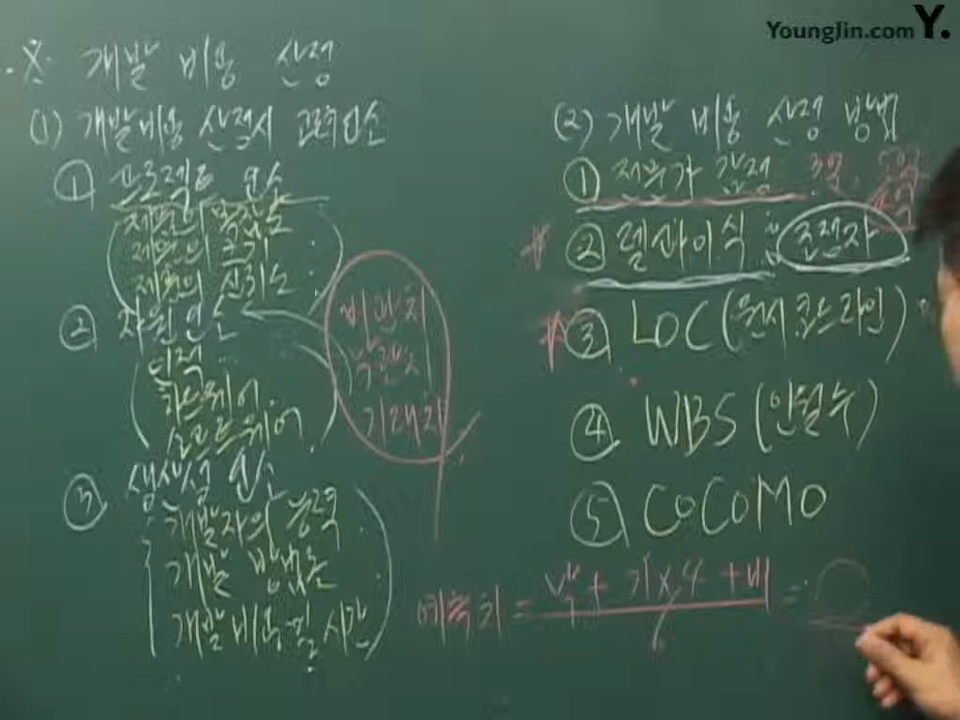 YoungJin.com Y.
※ 개발 비용 산정
(1) 개발비용 산정시 고려요소
① 프로젝트 요소
제품의 복잡도
제품의 크기
제품의 신뢰도
② 자원요소
인적
하드웨어
소프트웨어
③ 생산성 요소
개발자의 능력
개발 방법론
개발비용 및 시간
비관치
낙관치
기대치
(2) 개발 비용 산정 방법
① 전문가 감정 3억
② 델파이식 : 조정자
③ LOC (원시코드라인)
④ WBS (인월수)
⑤ COCOMO
예측치 = 낙 + 기x4 + 비 =
6